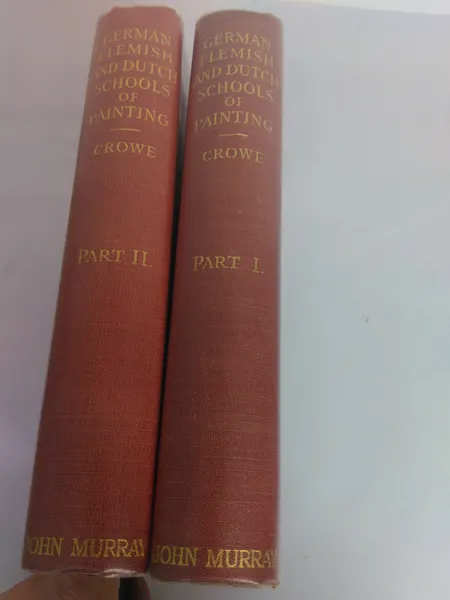 GERMAN
FLEMISH
AND DUTCH
SCHOOLS
OF
PAINTING
CROWE
PART II.
JOHN MURRAY
GERMAN
FLEMISH
AND DUTCH
SCHOOLS
OF
PAINTING
CROWE
PART I.
JOHN MURRAY